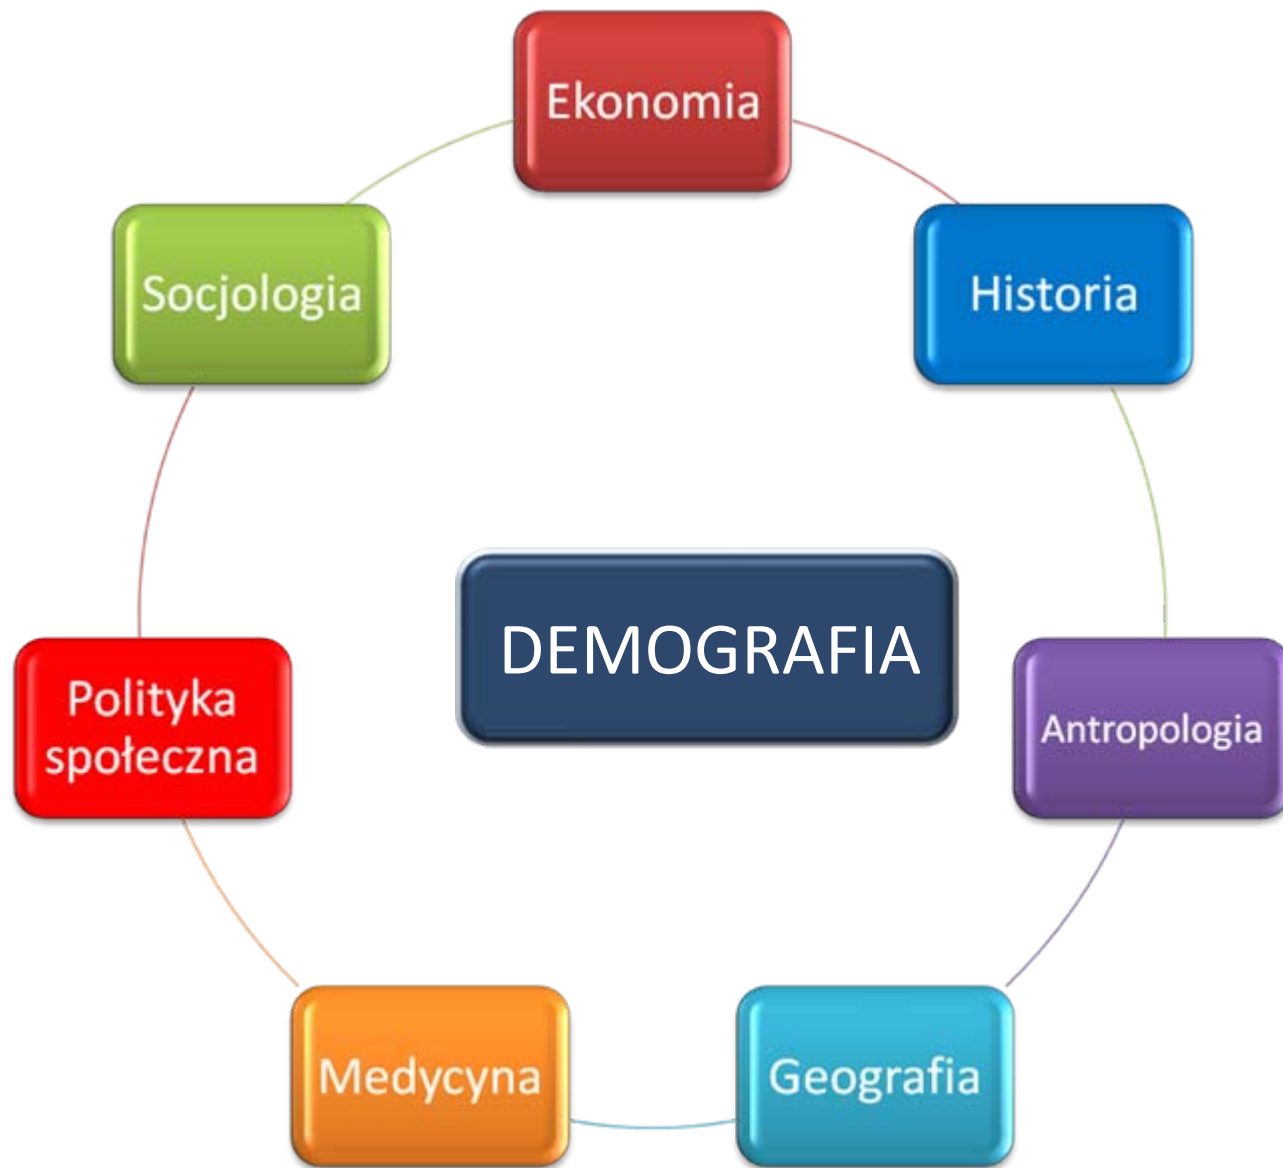 Ekonomia
Socjologia
Historia
DEMOGRAFIA
Polityka
społeczna
Antropologia
Medycyna
Geografia